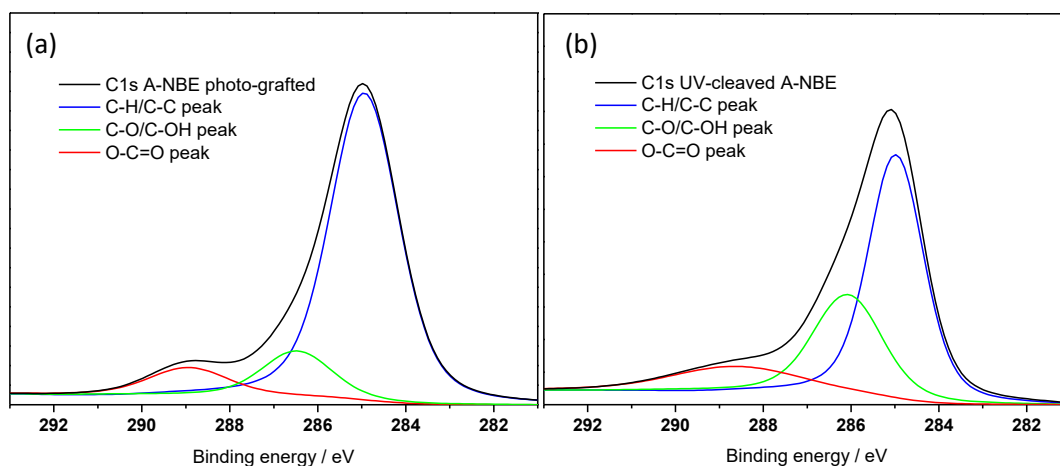 (a)
C1s A-NBE photo-grafted
C-H/C-C peak
C-O/C-OH peak
O-C=O peak
292 290 288 286 284 282
Binding energy / eV
(b)
C1s UV-cleaved A-NBE
C-H/C-C peak
C-O/C-OH peak
O-C=O peak
292 290 288 286 284 282
Binding energy / eV